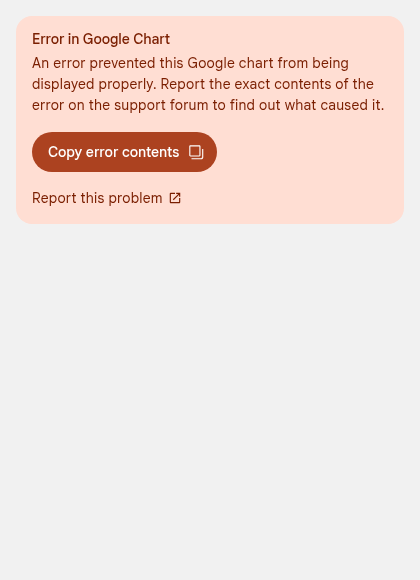 Error in Google Chart
An error prevented this Google chart from being
displayed properly. Report the exact contents of the
error on the support forum to find out what caused it.
Copy error contents
Report this problem